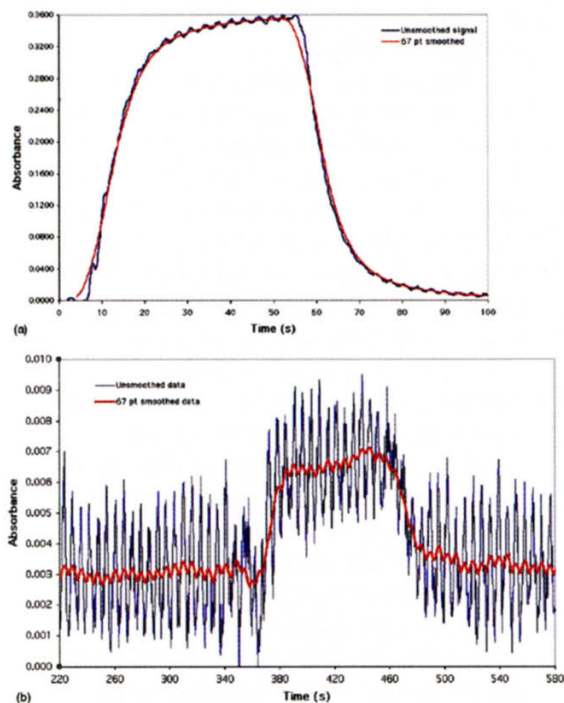 0.3600
0.3200
0.2800
0.2400
0.2000
0.1600
0.1200
0.0800
0.0400
0.0000
Absorbance
Unsmoothed signal
67 pt smoothed
0 10 20 30 40 50 60 70 80 90 100
Time (s)
(a)
0.010
0.009
0.008
0.007
0.006
0.005
0.004
0.003
0.002
0.001
0.000
Absorbance
Unsmoothed data
67 pt smoothed data
220 260 300 340 380 420 460 500 540 580
Time (s)
(b)